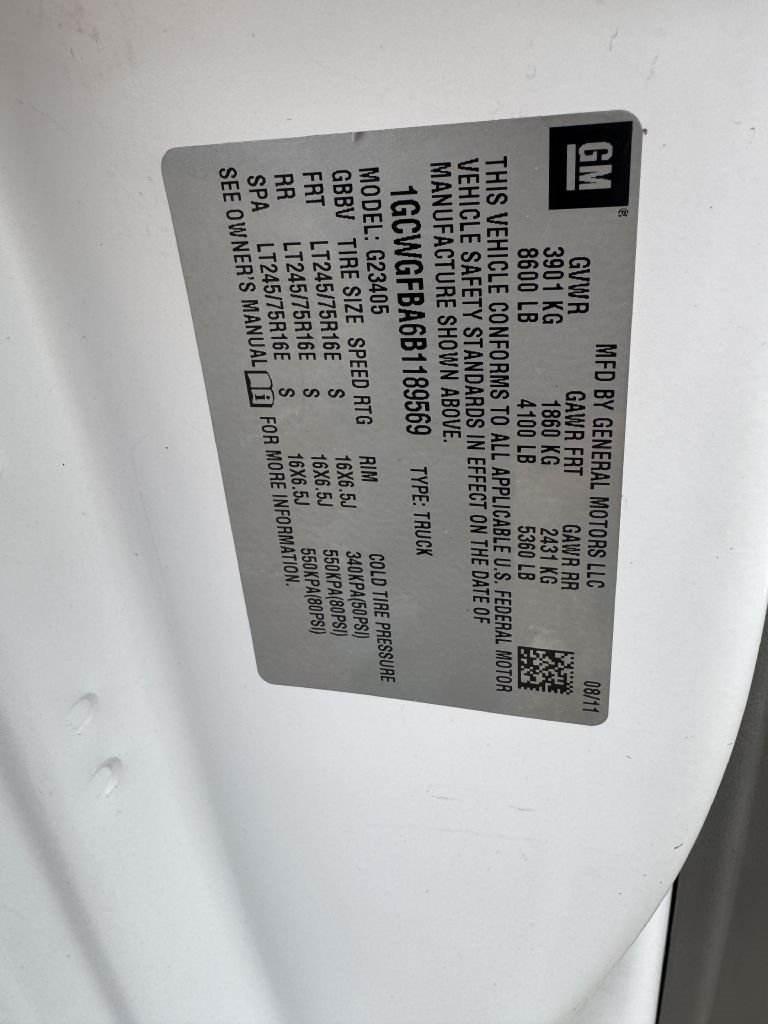 GM®
MFD BY GENERAL MOTORS LLC 08/11
GVWR GAWR FRT GAWR RR
3901 KG 1860 KG 2431 KG
8600 LB 4100 LB 5360 LB
THIS VEHICLE CONFORMS TO ALL APPLICABLE U.S. FEDERAL MOTOR
VEHICLE SAFETY STANDARDS IN EFFECT ON THE DATE OF
MANUFACTURE SHOWN ABOVE.
1GCWGFBA6B1189569 TYPE: TRUCK
MODEL: G23405
GBBV TIRE SIZE SPEED RTG RIM COLD TIRE PRESSURE
FRT LT245/75R16E S 16X6.5J 340KPA(50PSI)
RR LT245/75R16E S 16X6.5J 550KPA(80PSI)
SPA LT245/75R16E S 16X6.5J 550KPA(80PSI)
SEE OWNER'S MANUAL i FOR MORE INFORMATION.